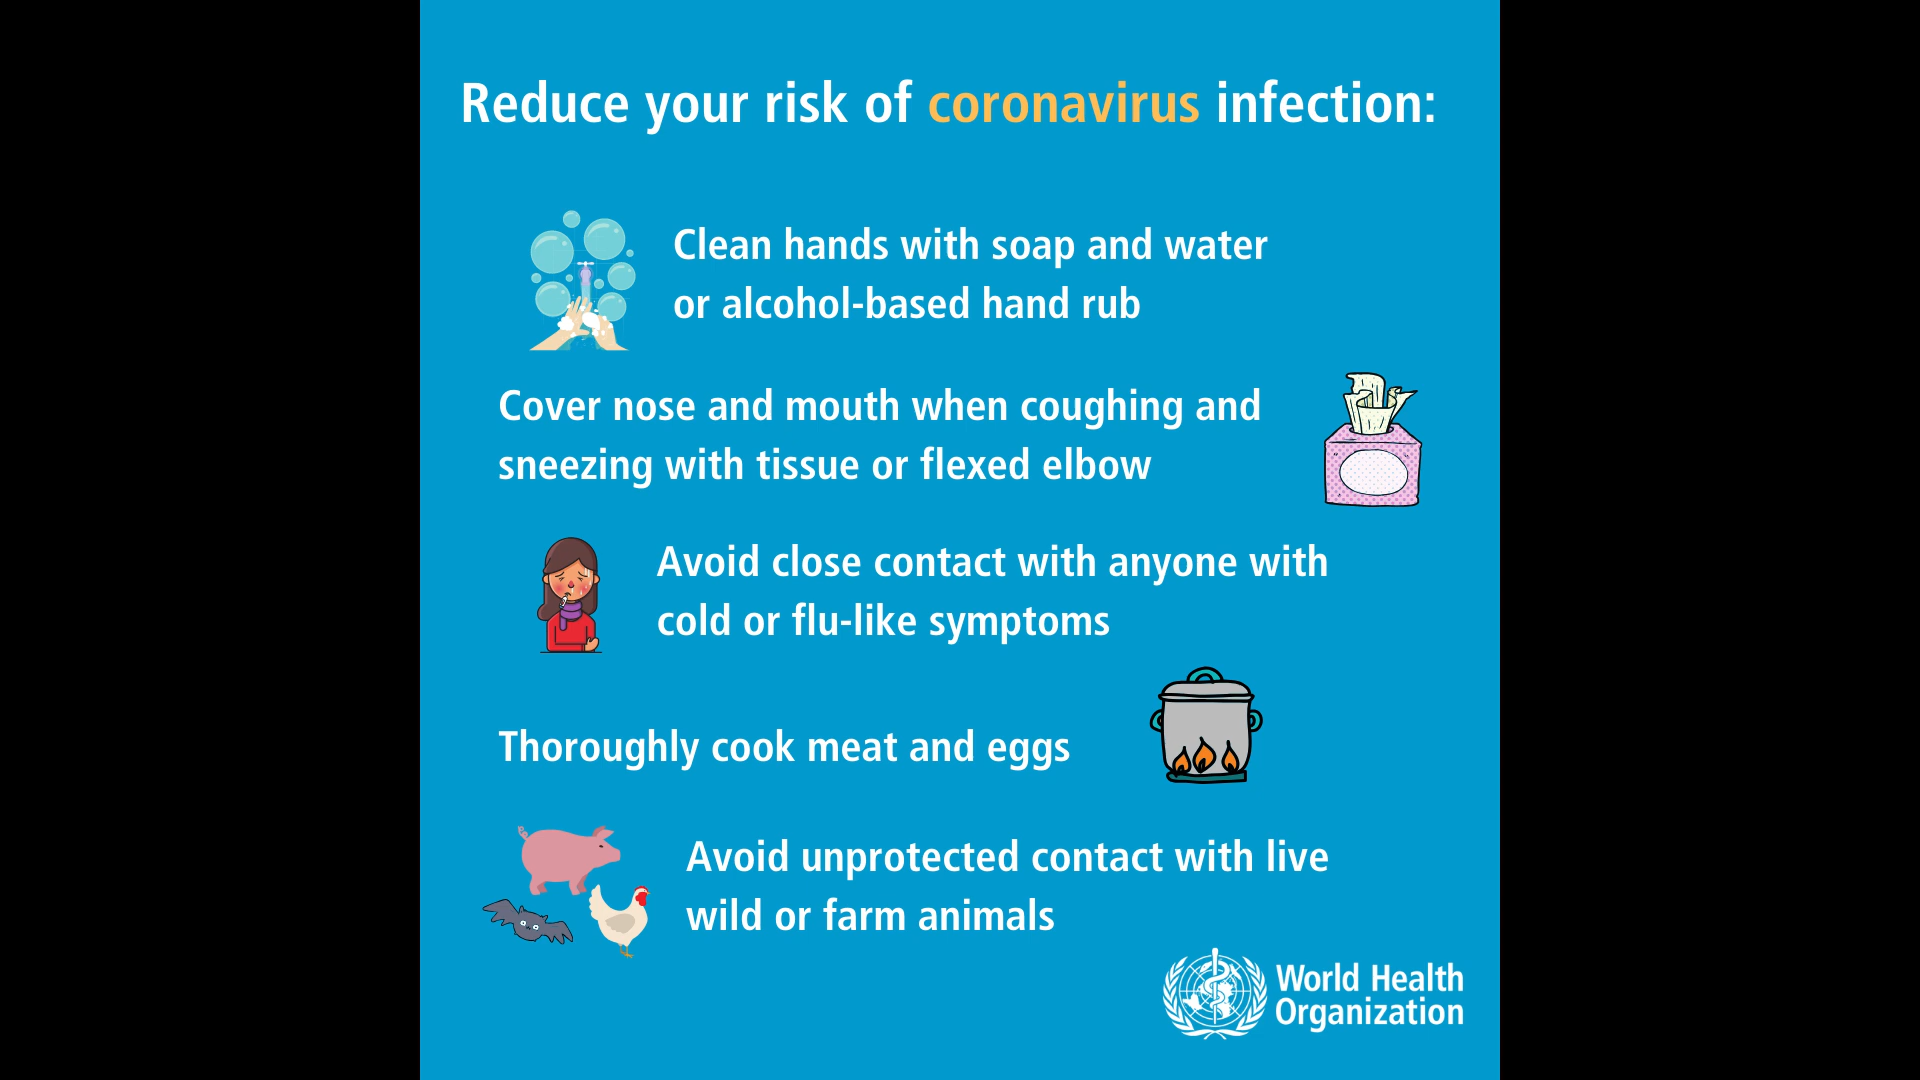 Reduce your risk of coronavirus infection:
Clean hands with soap and water
or alcohol-based hand rub
Cover nose and mouth when coughing and
sneezing with tissue or flexed elbow
Avoid close contact with anyone with
cold or flu-like symptoms
Thoroughly cook meat and eggs
Avoid unprotected contact with live
wild or farm animals
World Health
Organization